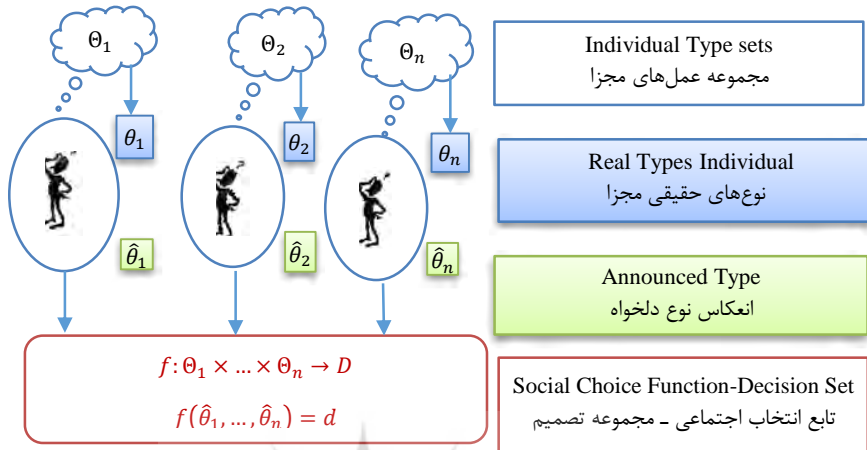 Θ₁
Θ₂
Θₙ
θ₁
θ₂
θₙ
θ̂₁
θ̂₂
θ̂ₙ
f: Θ₁ × … × Θₙ → D
f(θ̂₁, … , θ̂ₙ) = d
Individual Type sets
مجموعه عمل‌های مجزا
Real Types Individual
نوع‌های حقیقی مجزا
Announced Type
انعکاس نوع دلخواه
Social Choice Function-Decision Set
تابع انتخاب اجتماعی ـ مجموعه تصمیم